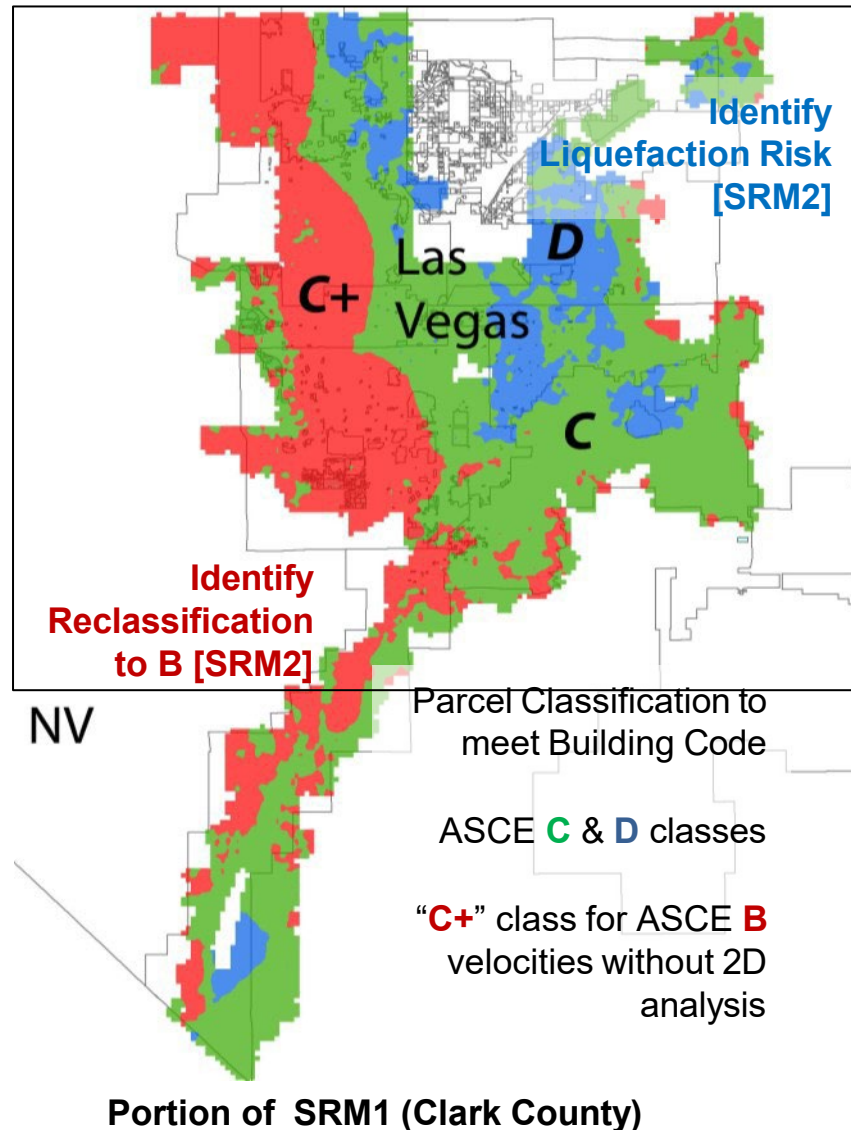 Identify
Liquefaction Risk
[SRM2]
D
Las
C+
Vegas
C
Identify
Reclassification
to B [SRM2]
NV
Parcel Classification to
meet Building Code
ASCE C & D classes
“C+” class for ASCE B
velocities without 2D
analysis
Portion of SRM1 (Clark County)